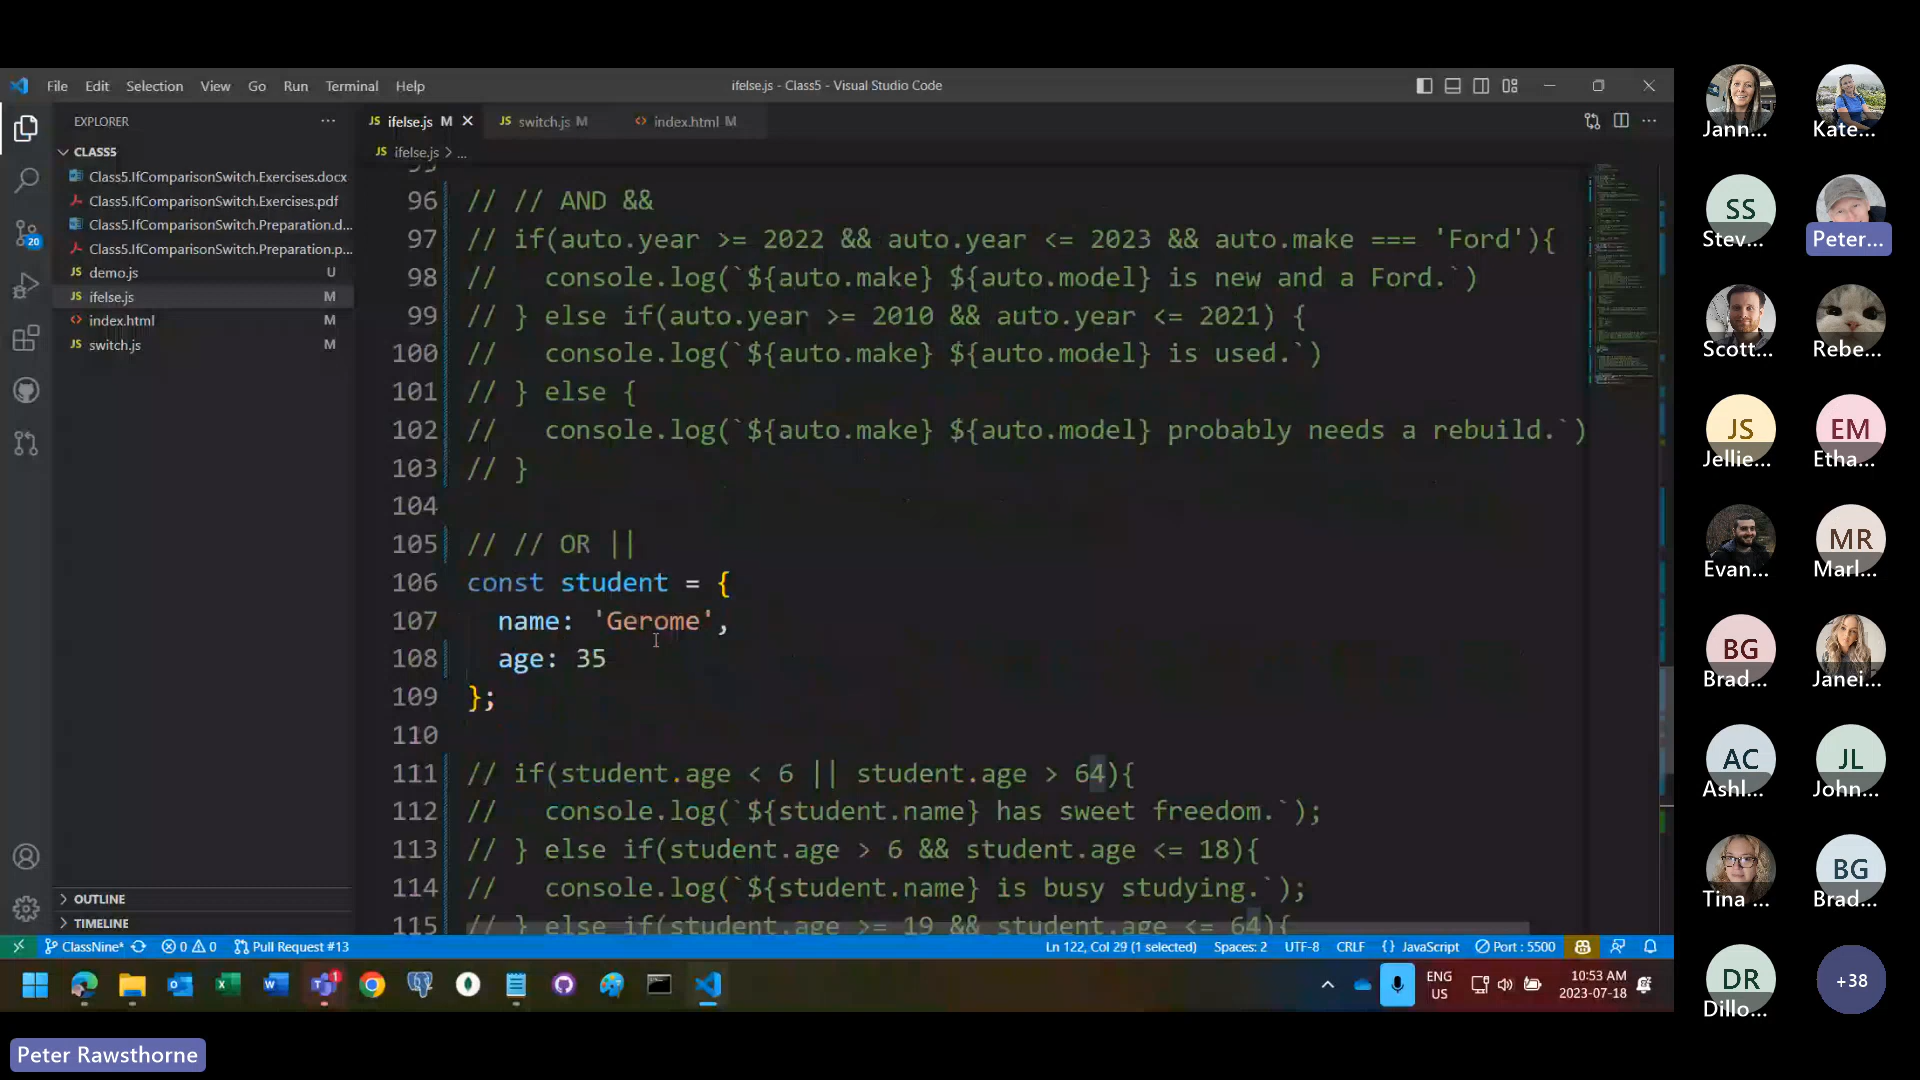 File Edit Selection View Go Run Terminal Help
ifelse.js - Class5 - Visual Studio Code
EXPLORER
CLASS5
Class5.IfComparisonSwitch.Exercises.docx
Class5.IfComparisonSwitch.Exercises.pdf
Class5.IfComparisonSwitch.Preparation.d...
Class5.IfComparisonSwitch.Preparation.p...
JS demo.js U
JS ifelse.js M
<> index.html M
JS switch.js M
20
OUTLINE
TIMELINE
JS ifelse.js M
JS switch.js M
<> index.html M
JS ifelse.js > ...
96 // // AND &&
97 // if(auto.year >= 2022 && auto.year <= 2023 && auto.make === 'Ford'){
98 //   console.log(`${auto.make} ${auto.model} is new and a Ford.`)
99 // } else if(auto.year >= 2010 && auto.year <= 2021) {
100 //   console.log(`${auto.make} ${auto.model} is used.`)
101 // } else {
102 //   console.log(`${auto.make} ${auto.model} probably needs a rebuild.`)
103 // }
104
105 // // OR ||
106 const student = {
107   name: 'Gerome',
108   age: 35
109 };
110
111 // if(student.age < 6 || student.age > 64){
112 //   console.log(`${student.name} has sweet freedom.`);
113 // } else if(student.age > 6 && student.age <= 18){
114 //   console.log(`${student.name} is busy studying.`);
115 // } else if(student.age >= 19 && student.age <= 64){
ClassNine* 0 0 Pull Request #13
Ln 122, Col 29 (1 selected) Spaces: 2 UTF-8 CRLF {} JavaScript Port : 5500
1
ENG
US
10:53 AM
2023-07-18
Peter Rawsthorne
Jann...
Kate...
SS
Stev...
Peter...
Scott...
Rebe...
JS
Jellie...
EM
Etha...
Evan...
MR
Marl...
BG
Brad...
Janei...
AC
Ashl...
JL
John...
Tina ...
BG
Brad...
DR
Dillo...
+38